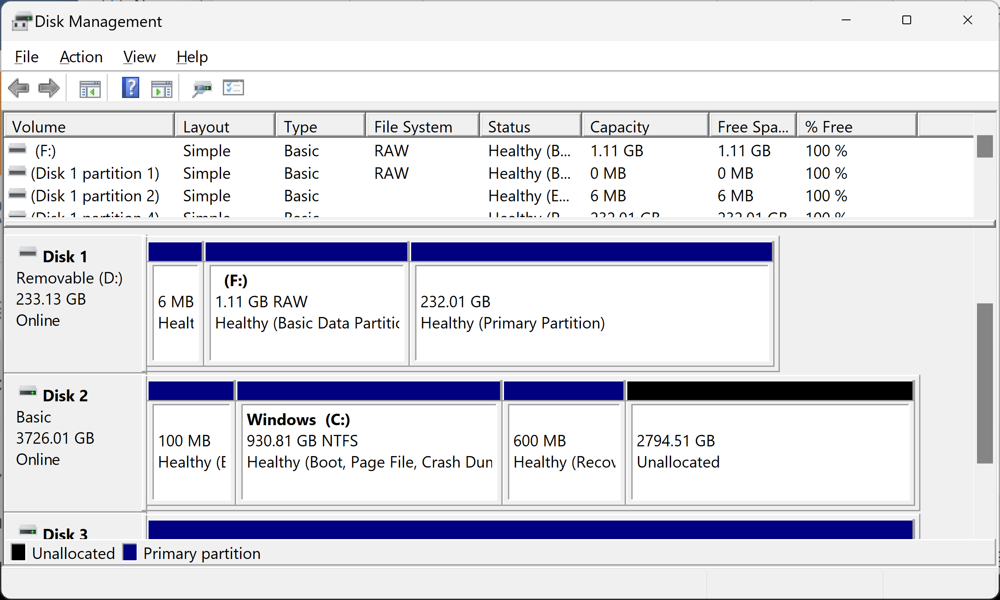 Disk Management
File Action View Help
Volume Layout Type File System Status Capacity Free Spa... % Free
(F:) Simple Basic RAW Healthy (B... 1.11 GB 1.11 GB 100 %
(Disk 1 partition 1) Simple Basic RAW Healthy (B... 0 MB 0 MB 100 %
(Disk 1 partition 2) Simple Basic Healthy (E... 6 MB 6 MB 100 %
(Disk 1 partition 4) Simple Basic Healthy (P... 232.01 GB 232.01 GB 100 %
Disk 1
Removable (D:)
233.13 GB
Online
6 MB
Healt
(F:)
1.11 GB RAW
Healthy (Basic Data Partitic
232.01 GB
Healthy (Primary Partition)
Disk 2
Basic
3726.01 GB
Online
100 MB
Healthy (E
Windows (C:)
930.81 GB NTFS
Healthy (Boot, Page File, Crash Dun
600 MB
Healthy (Recov
2794.51 GB
Unallocated
Disk 3
Unallocated Primary partition